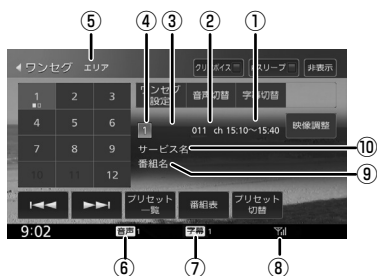 ⑤ ④ ③ ② ①
ワンセグ エリア クリアボイス スリープ 非表示
1 2 3 ワンセグ設定 音声切替 字幕切替
4 5 6 1 011 ch 15:10～15:40 映像調整
7 8 9 サービス名 ⑩
番組名 ⑨
10 11 12
プリセット一覧 番組表 プリセット切替
9:02 音声1 字幕1
⑥ ⑦ ⑧